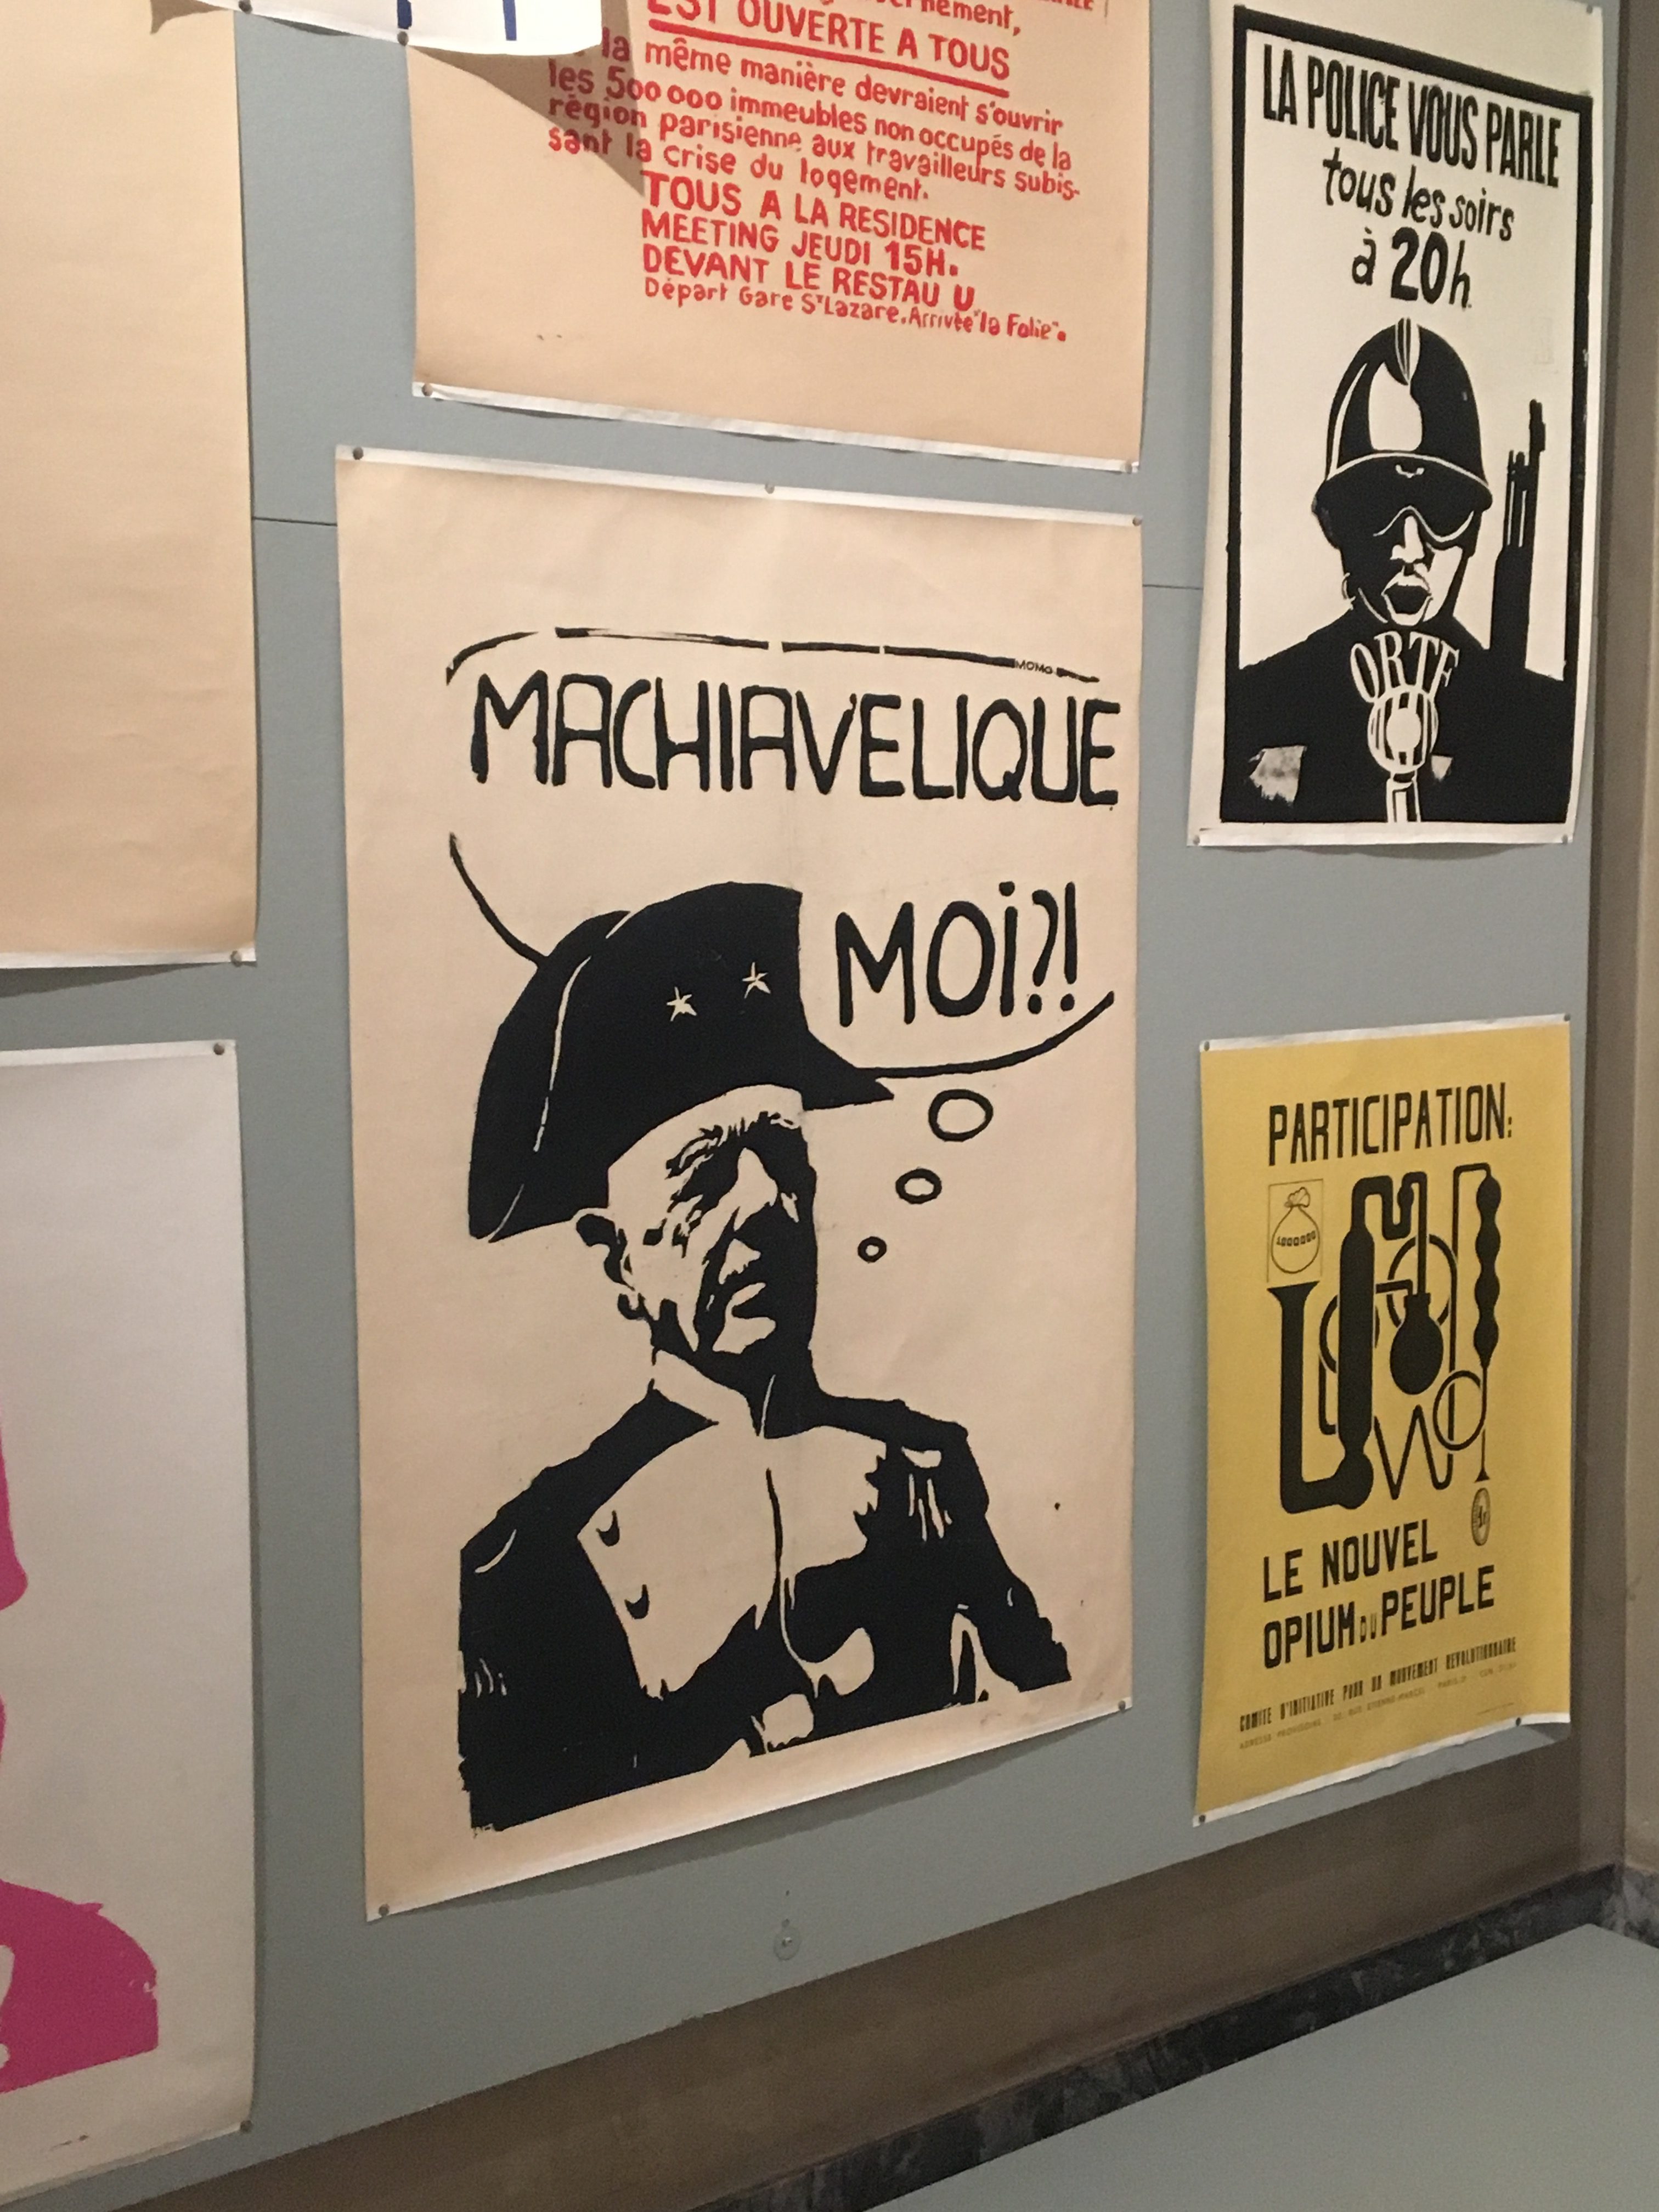 nement,
EST OUVERTE A TOUS
la même manière devraient s'ouvrir
les 500 000 immeubles non occupés de la
région parisienne aux travailleurs subis-
sant la crise du logement.
TOUS A LA RESIDENCE
MEETING JEUDI 15H.
DEVANT LE RESTAU U
Départ Gare St Lazare. Arrivée "la Folie".
LA POLICE VOUS PARLE
tous les soirs
à 20h
ORTF
MOMO
MACHIAVELIQUE
MOI?!
PARTICIPATION:
LE NOUVEL
OPIUM DU PEUPLE
COMITE D'INITIATIVE POUR UN MOUVEMENT REVOLUTIONNAIRE